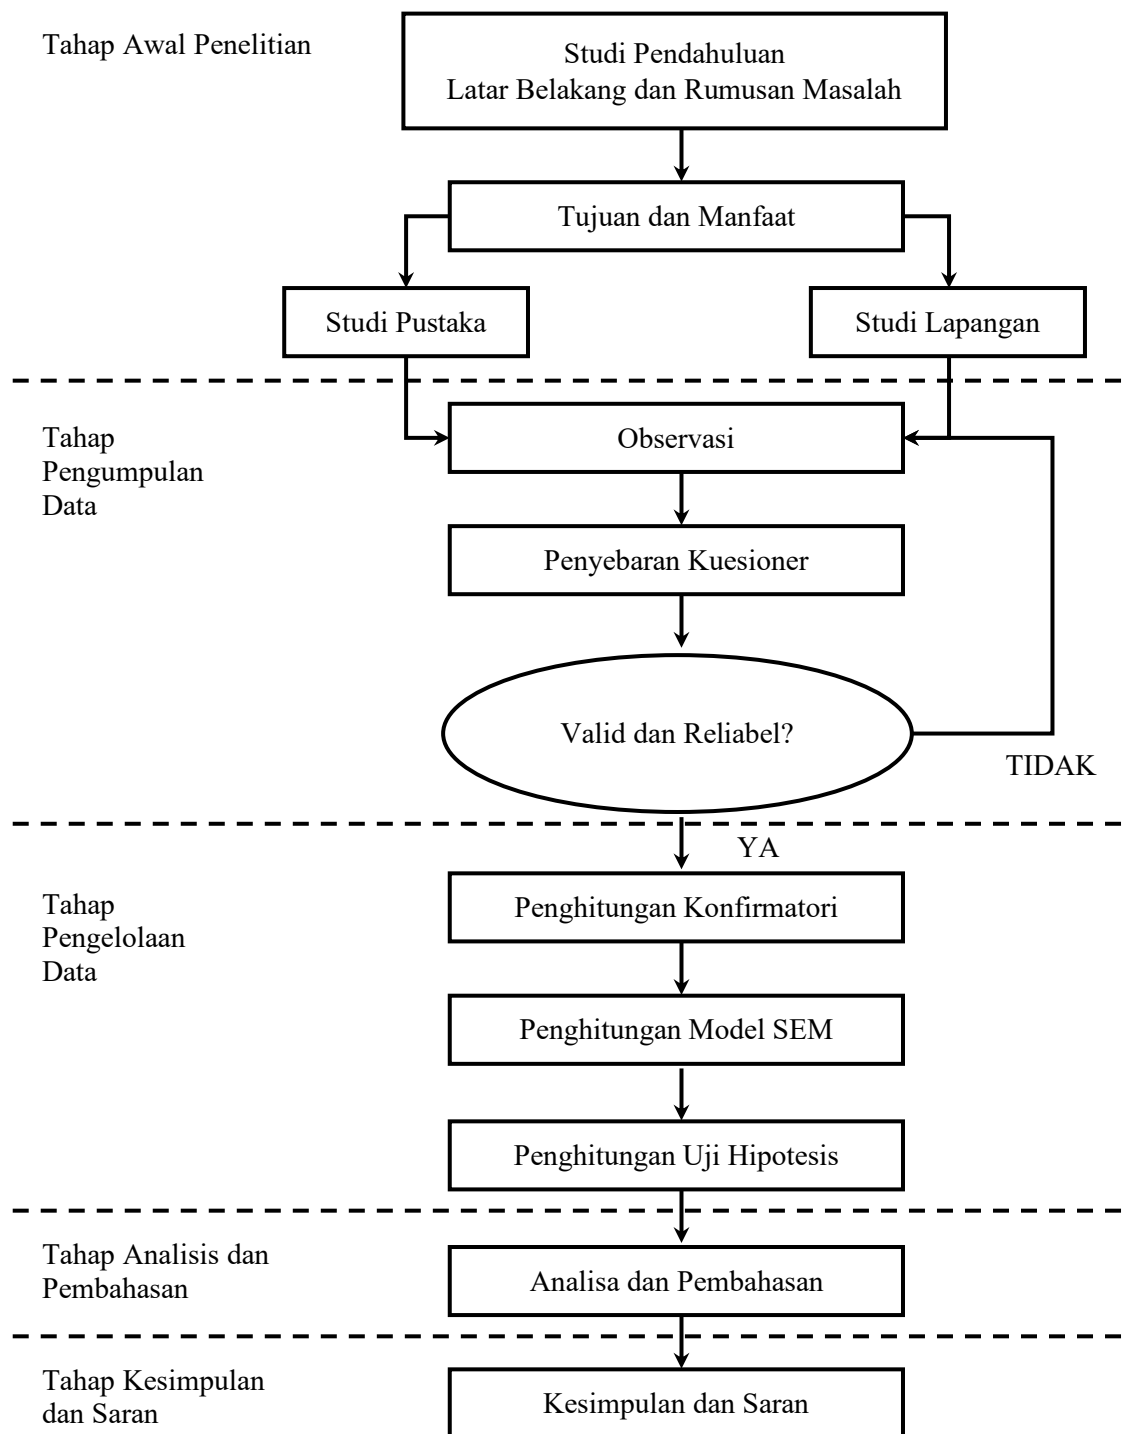 Tahap Awal Penelitian
Studi Pendahuluan
Latar Belakang dan Rumusan Masalah
Tujuan dan Manfaat
Studi Pustaka
Studi Lapangan
Tahap
Pengumpulan
Data
Observasi
Penyebaran Kuesioner
Valid dan Reliabel?
TIDAK
YA
Tahap
Pengelolaan
Data
Penghitungan Konfirmatori
Penghitungan Model SEM
Penghitungan Uji Hipotesis
Tahap Analisis dan
Pembahasan
Analisa dan Pembahasan
Tahap Kesimpulan
dan Saran
Kesimpulan dan Saran